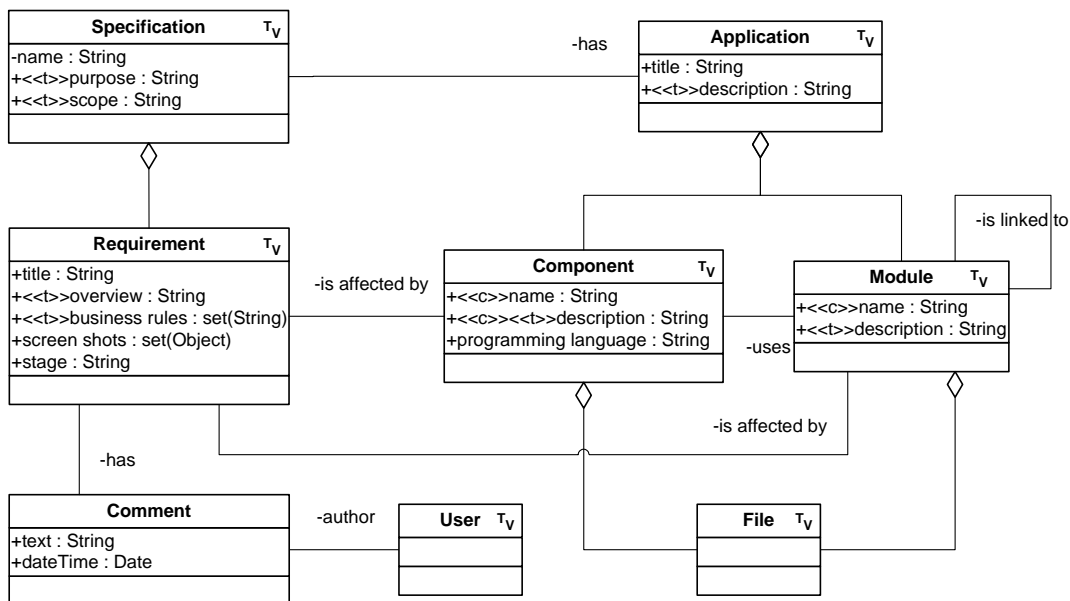 Specification T V
-name : String
+<<t>>purpose : String
+<<t>>scope : String
-has
Application T V
+title : String
+<<t>>description : String
Requirement T V
+title : String
+<<t>>overview : String
+<<t>>business rules : set(String)
+screen shots : set(Object)
+stage : String
-is affected by
Component T V
+<<c>>name : String
+<<c>><<t>>description : String
+programming language : String
-uses
Module T V
+<<c>>name : String
+<<t>>description : String
-is linked to
-is affected by
-has
Comment
+text : String
+dateTime : Date
-author
User T V
File T V